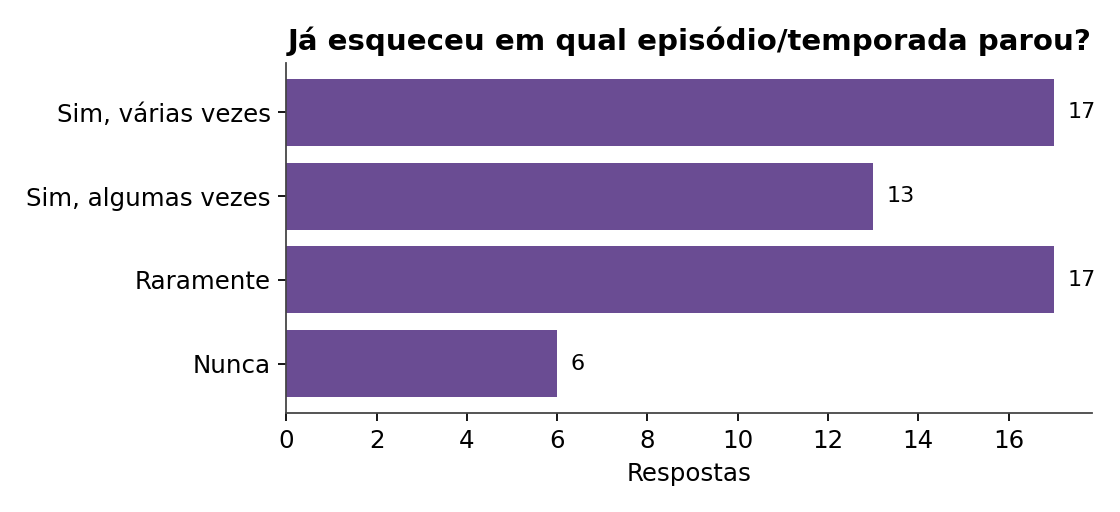 Já esqueceu em qual episódio/temporada parou?
Sim, várias vezes 17
Sim, algumas vezes 13
Raramente 17
Nunca 6
0 2 4 6 8 10 12 14 16
Respostas